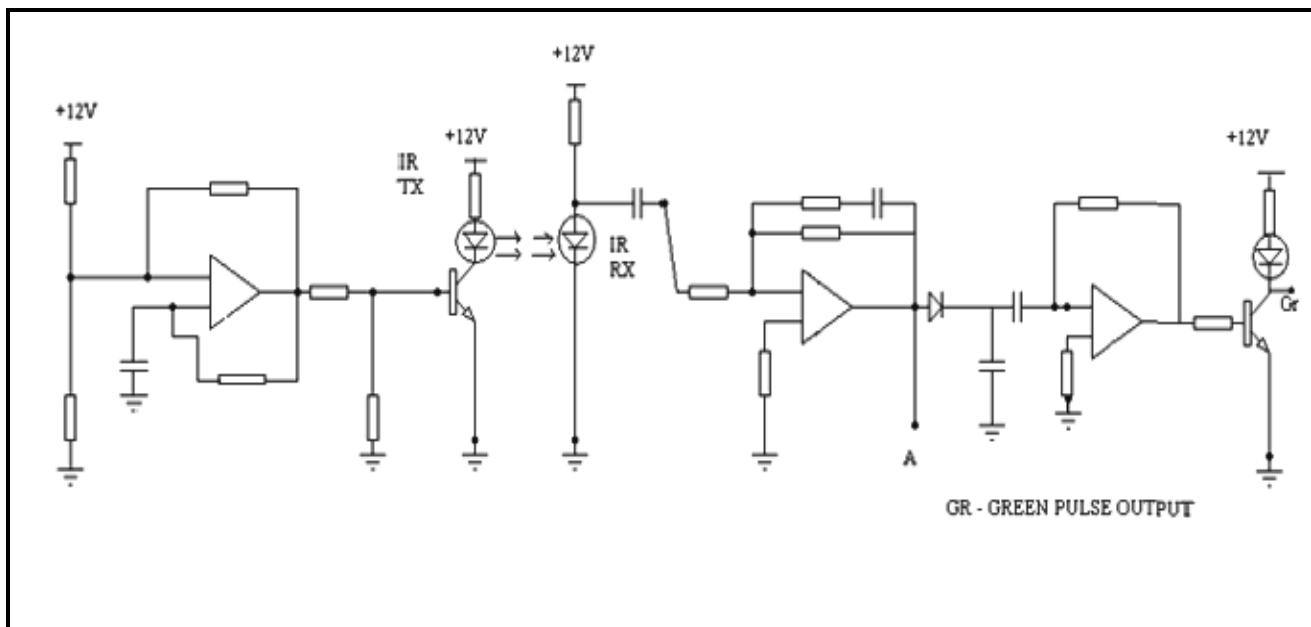 +12V
+12V
+12V
+12V
IR
TX
IR
RX
Gr
A
GR - GREEN PULSE OUTPUT